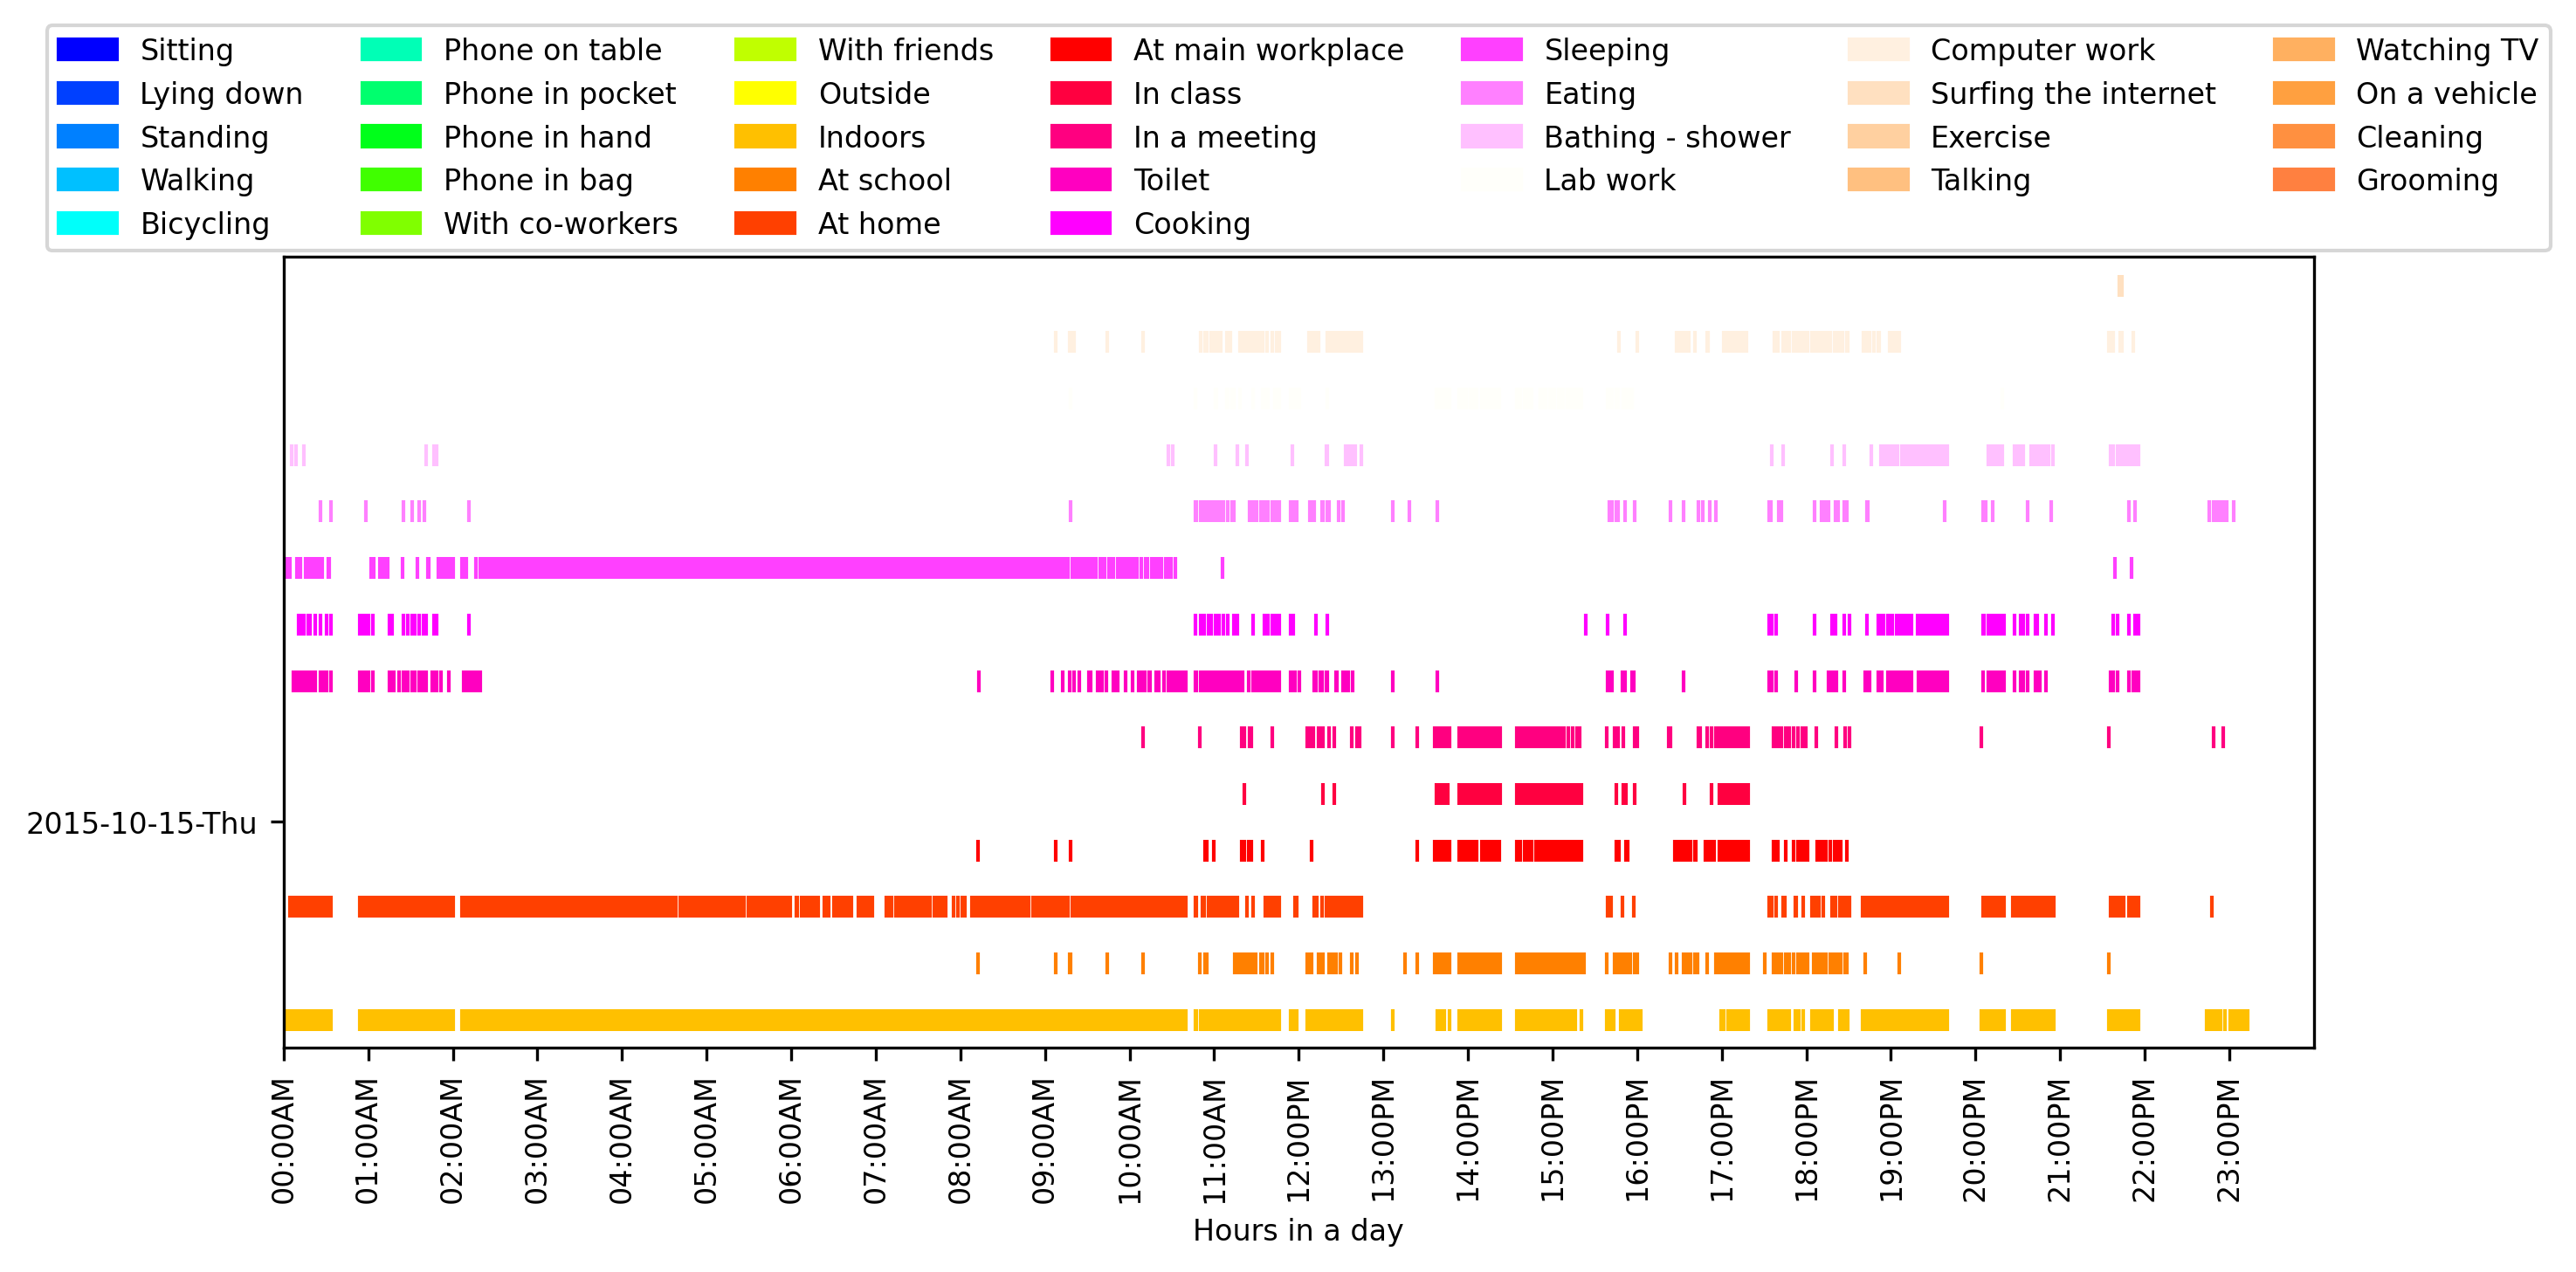 Sitting
Lying down
Standing
Walking
Bicycling
Phone on table
Phone in pocket
Phone in hand
Phone in bag
With co-workers
With friends
Outside
Indoors
At school
At home
At main workplace
In class
In a meeting
Toilet
Cooking
Sleeping
Eating
Bathing - shower
Lab work
Computer work
Surfing the internet
Exercise
Talking
Watching TV
On a vehicle
Cleaning
Grooming
2015-10-15-Thu
00:00AM
01:00AM
02:00AM
03:00AM
04:00AM
05:00AM
06:00AM
07:00AM
08:00AM
09:00AM
10:00AM
11:00AM
12:00PM
13:00PM
14:00PM
15:00PM
16:00PM
17:00PM
18:00PM
19:00PM
20:00PM
21:00PM
22:00PM
23:00PM
Hours in a day